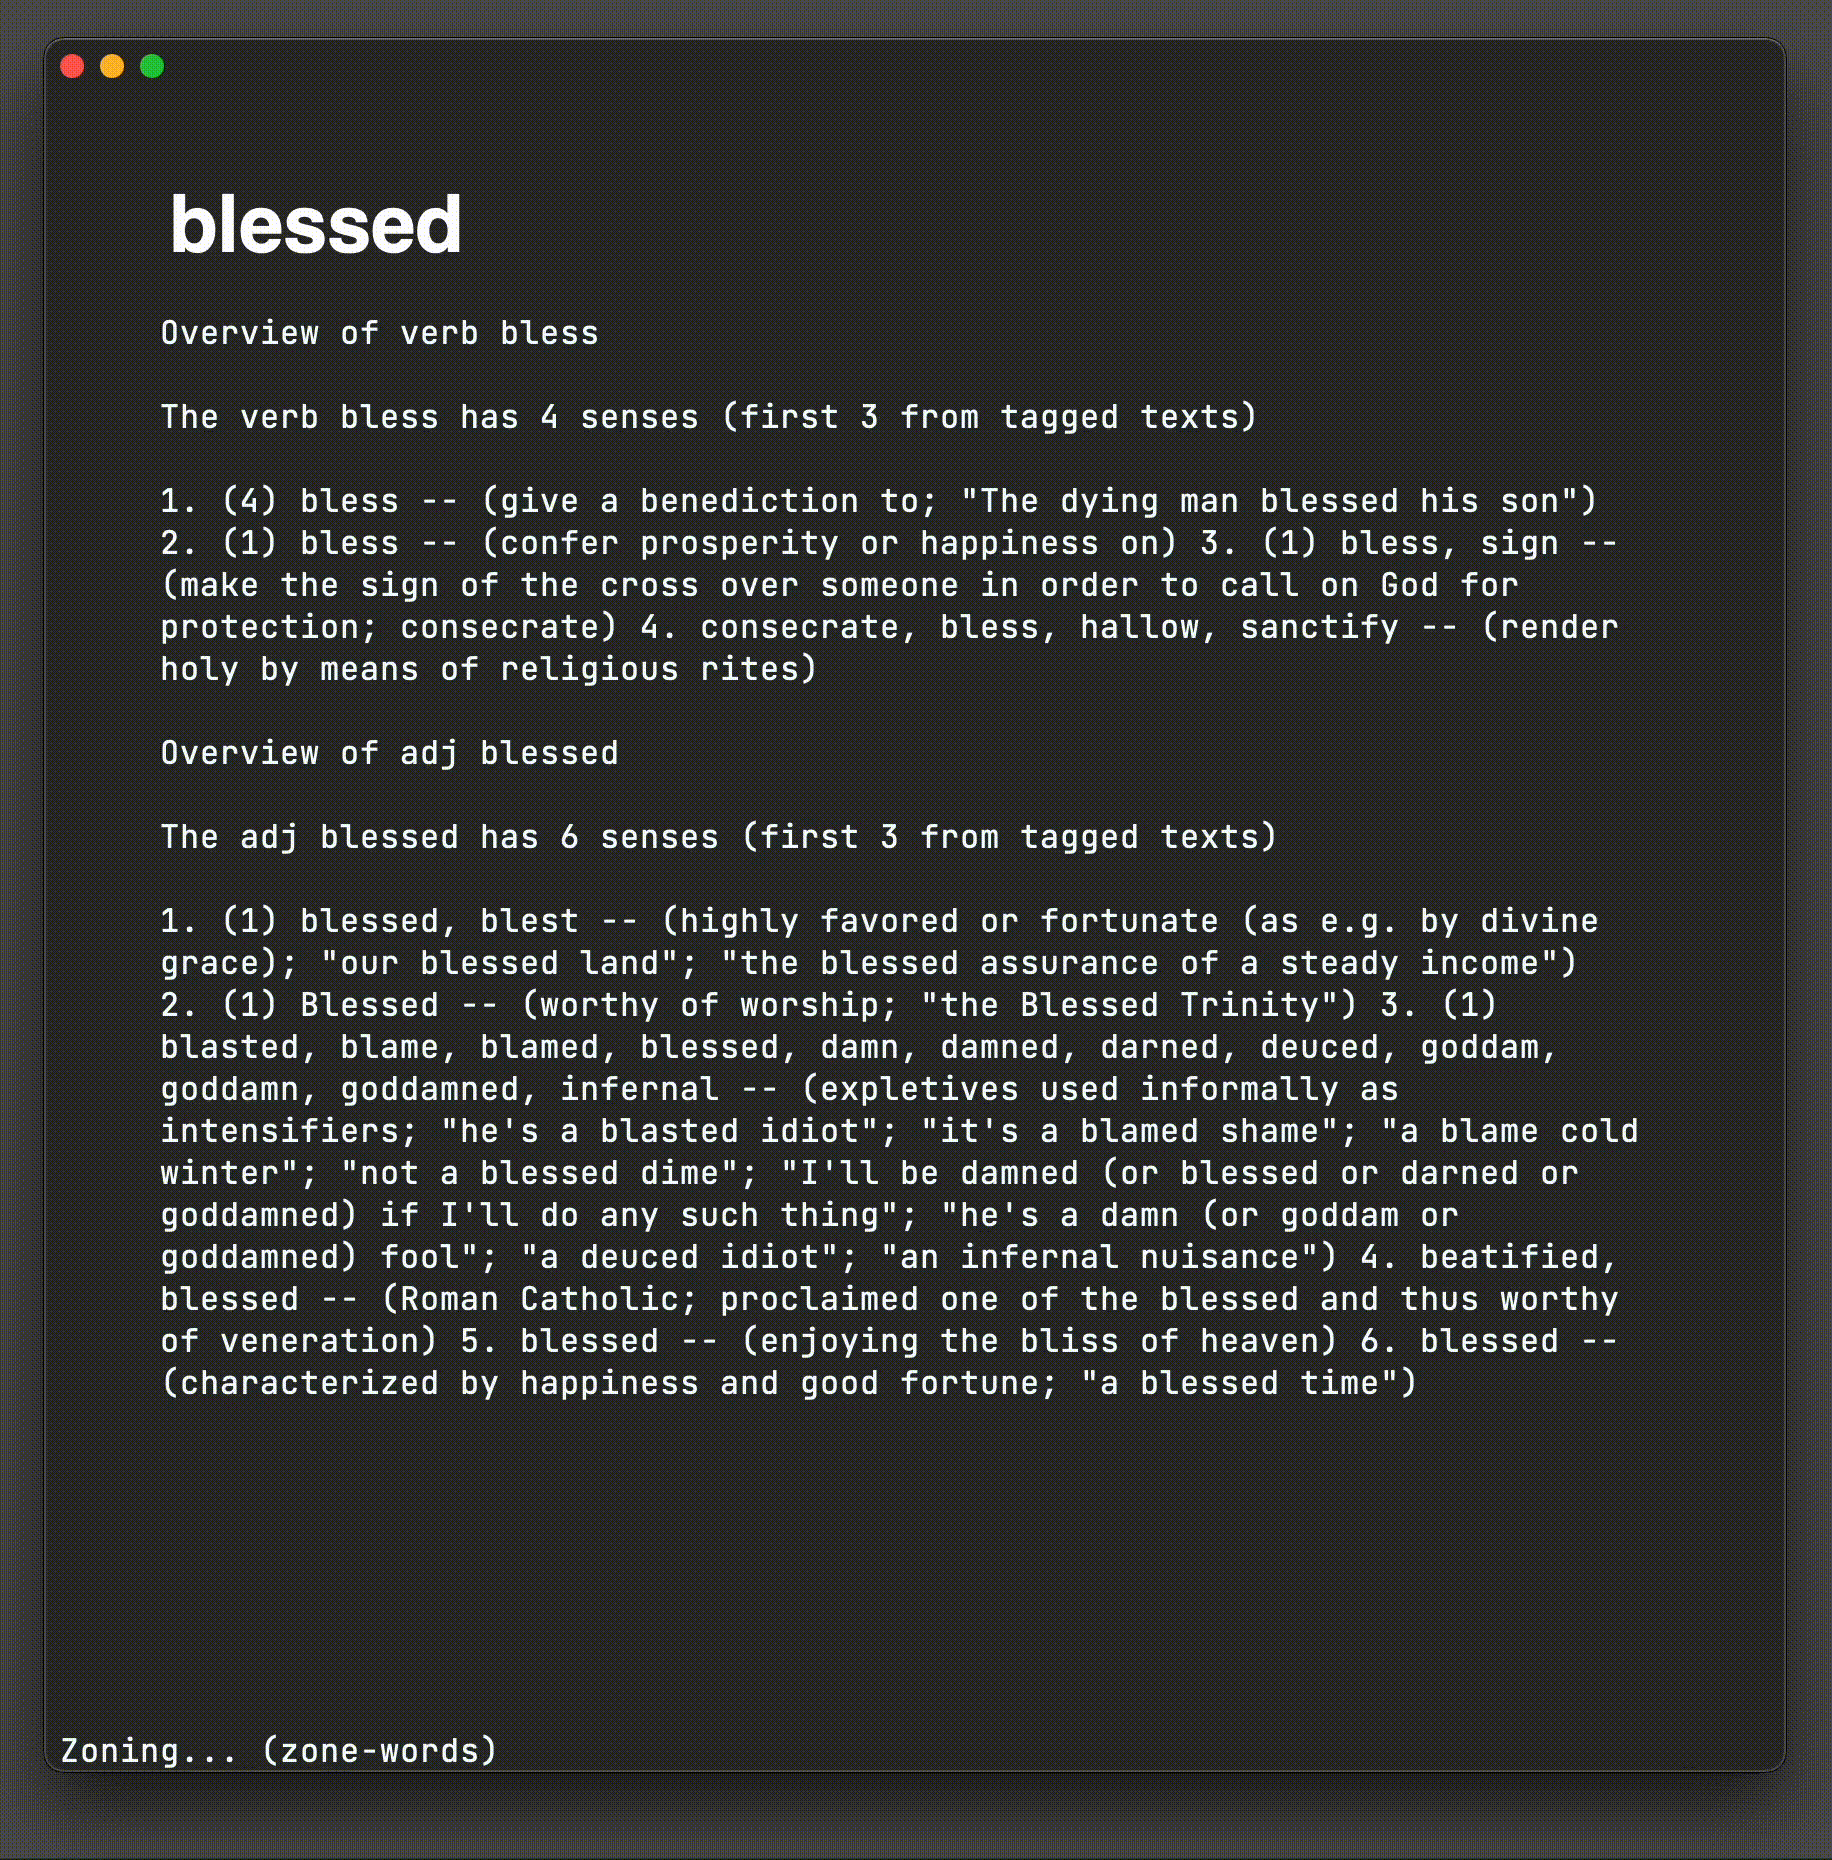 blessed
Overview of verb bless
The verb bless has 4 senses (first 3 from tagged texts)
1. (4) bless -- (give a benediction to; "The dying man blessed his son")
2. (1) bless -- (confer prosperity or happiness on) 3. (1) bless, sign --
(make the sign of the cross over someone in order to call on God for
protection; consecrate) 4. consecrate, bless, hallow, sanctify -- (render
holy by means of religious rites)
Overview of adj blessed
The adj blessed has 6 senses (first 3 from tagged texts)
1. (1) blessed, blest -- (highly favored or fortunate (as e.g. by divine
grace); "our blessed land"; "the blessed assurance of a steady income")
2. (1) Blessed -- (worthy of worship; "the Blessed Trinity") 3. (1)
blasted, blame, blamed, blessed, damn, damned, darned, deuced, goddam,
goddamn, goddamned, infernal -- (expletives used informally as
intensifiers; "he's a blasted idiot"; "it's a blamed shame"; "a blame cold
winter"; "not a blessed dime"; "I'll be damned (or blessed or darned or
goddamned) if I'll do any such thing"; "he's a damn (or goddam or
goddamned) fool"; "a deuced idiot"; "an infernal nuisance") 4. beatified,
blessed -- (Roman Catholic; proclaimed one of the blessed and thus worthy
of veneration) 5. blessed -- (enjoying the bliss of heaven) 6. blessed --
(characterized by happiness and good fortune; "a blessed time")
Zoning... (zone-words)